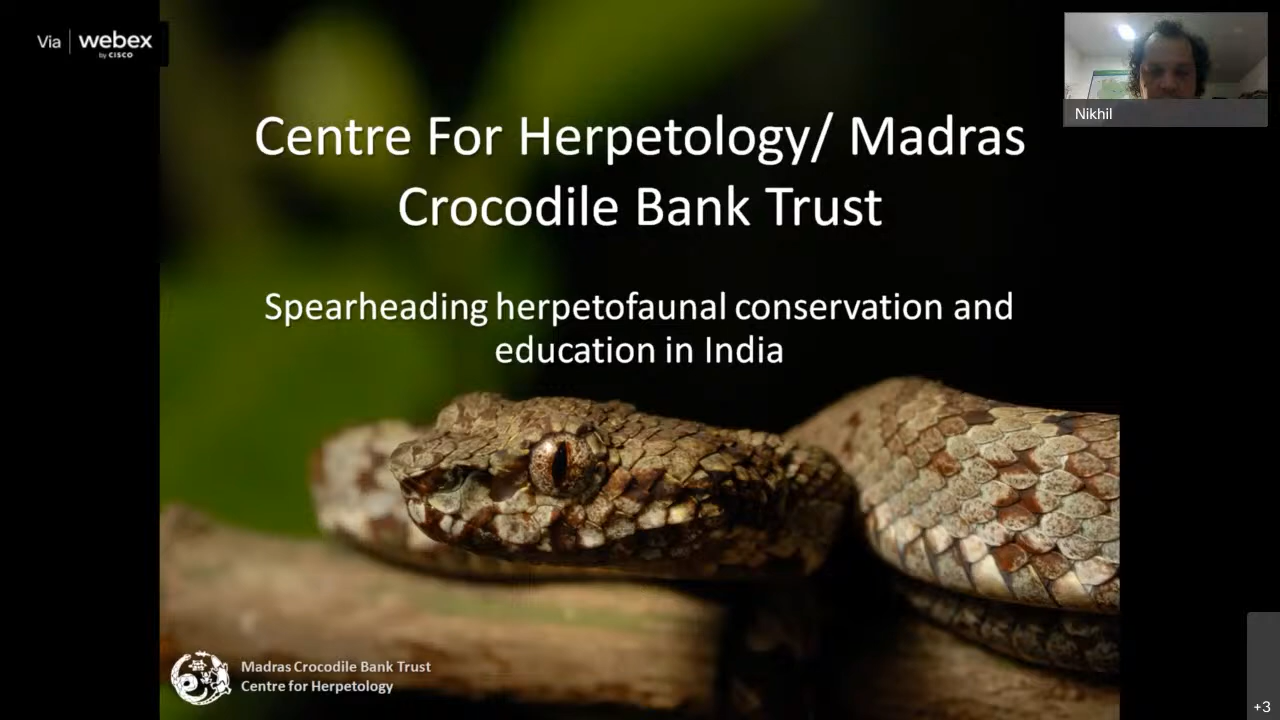 Via webex
by CISCO
Nikhil
Centre For Herpetology/ Madras
Crocodile Bank Trust
Spearheading herpetofaunal conservation and
education in India
Madras Crocodile Bank Trust
Centre for Herpetology
+3